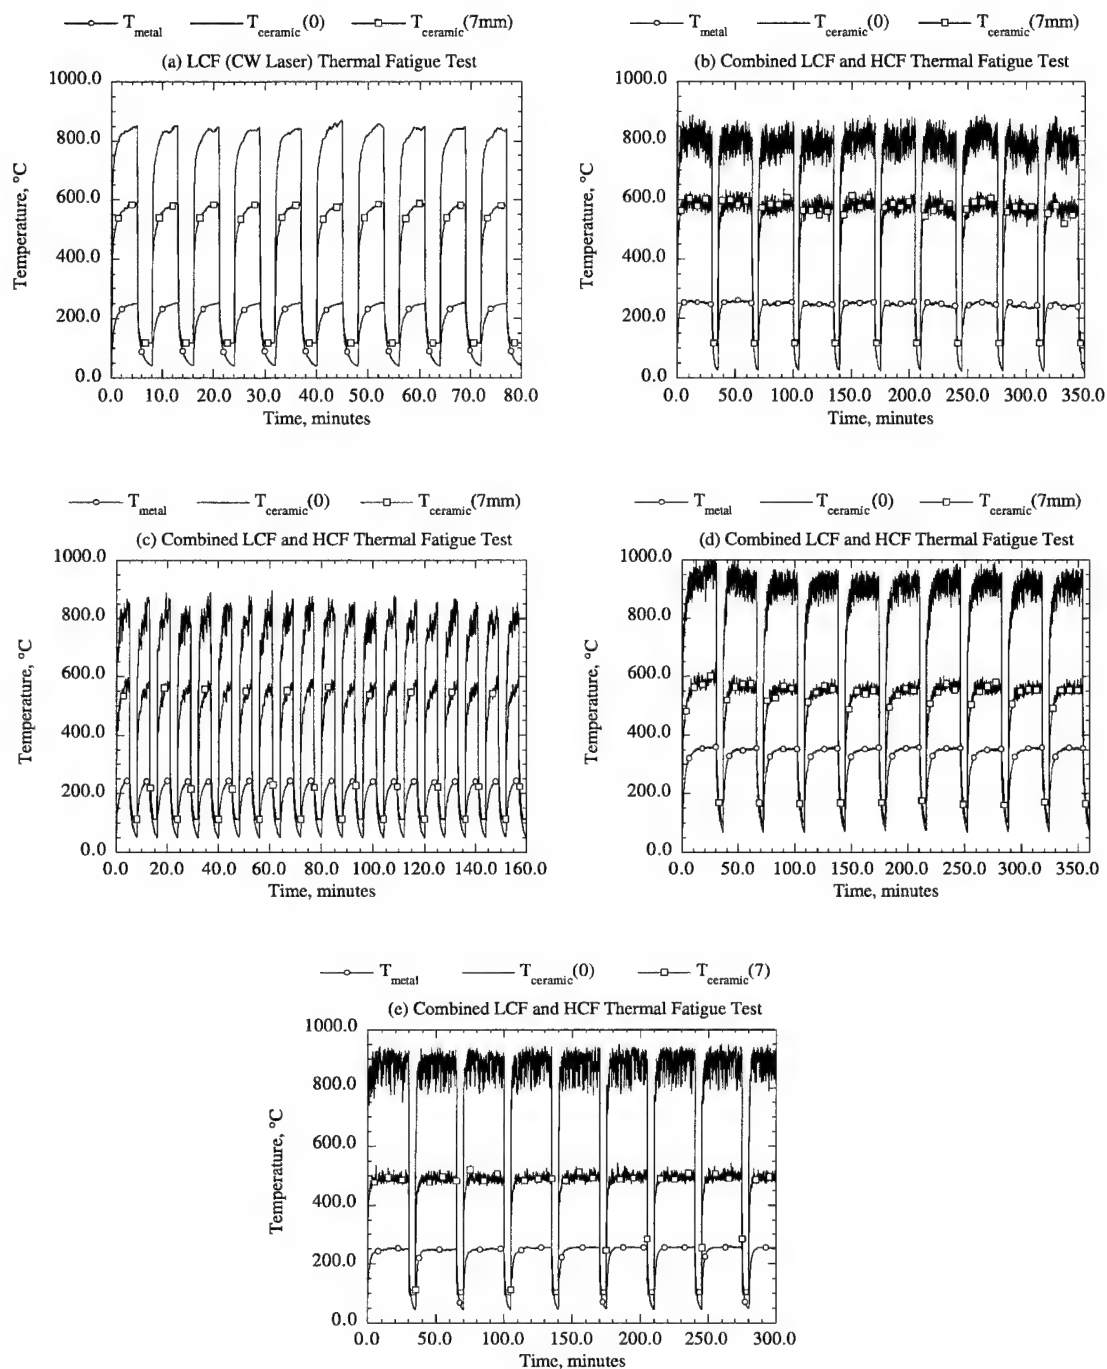 T_metal T_ceramic(0) T_ceramic(7mm)
(a) LCF (CW Laser) Thermal Fatigue Test
1000.0
800.0
600.0
400.0
200.0
0.0
Temperature, °C
0.0 10.0 20.0 30.0 40.0 50.0 60.0 70.0 80.0
Time, minutes
T_metal T_ceramic(0) T_ceramic(7mm)
(b) Combined LCF and HCF Thermal Fatigue Test
1000.0
800.0
600.0
400.0
200.0
0.0
Temperature, °C
0.0 50.0 100.0 150.0 200.0 250.0 300.0 350.0
Time, minutes
T_metal T_ceramic(0) T_ceramic(7mm)
(c) Combined LCF and HCF Thermal Fatigue Test
1000.0
800.0
600.0
400.0
200.0
0.0
Temperature, °C
0.0 20.0 40.0 60.0 80.0 100.0 120.0 140.0 160.0
Time, minutes
T_metal T_ceramic(0) T_ceramic(7mm)
(d) Combined LCF and HCF Thermal Fatigue Test
1000.0
800.0
600.0
400.0
200.0
0.0
Temperature, °C
0.0 50.0 100.0 150.0 200.0 250.0 300.0 350.0
Time, minutes
T_metal T_ceramic(0) T_ceramic(7)
(e) Combined LCF and HCF Thermal Fatigue Test
1000.0
800.0
600.0
400.0
200.0
0.0
Temperature, °C
0.0 50.0 100.0 150.0 200.0 250.0 300.0
Time, minutes